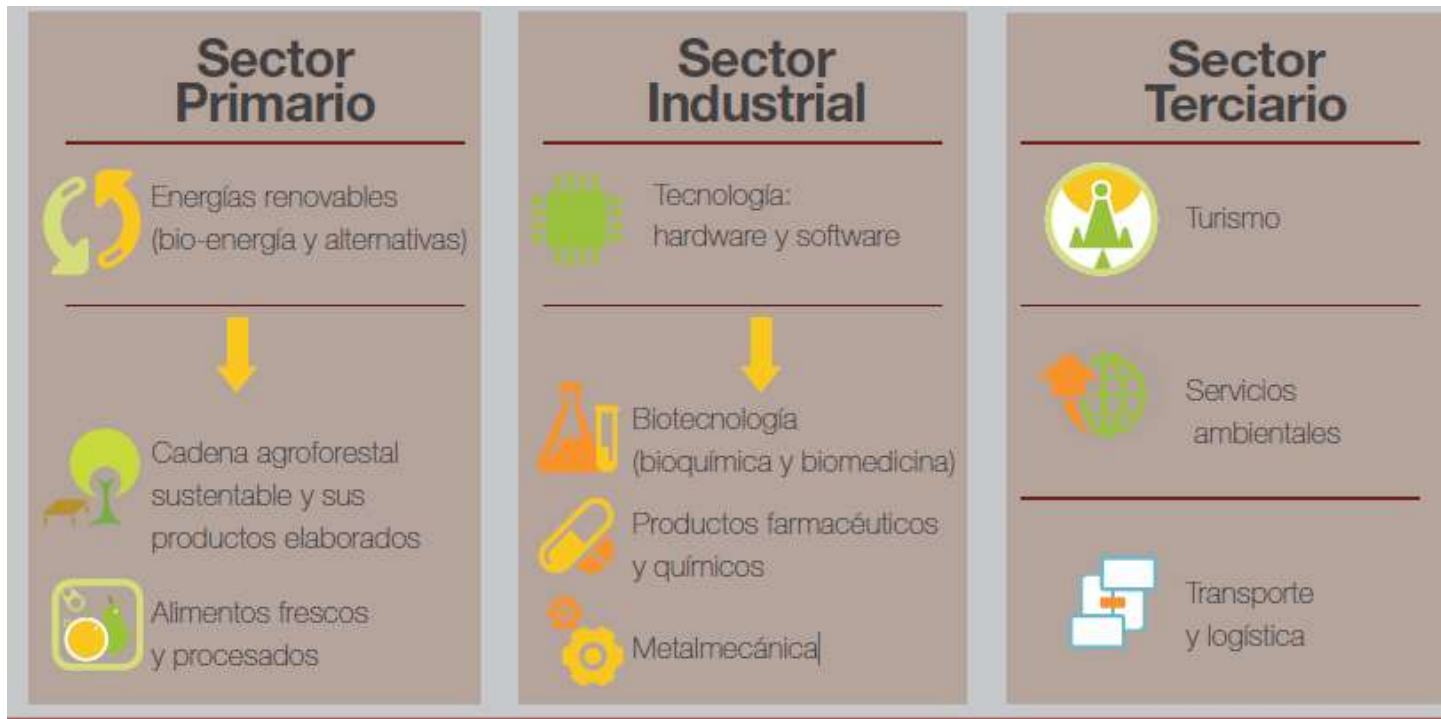 Sector
Primario
Energías renovables
(bio-energía y alternativas)
Cadena agroforestal
sustentable y sus
productos elaborados
Alimentos frescos
y procesados
Sector
Industrial
Tecnología:
hardware y software
Biotecnología
(bioquímica y biomedicina)
Productos farmacéuticos
y químicos
Metalmecánica
Sector
Terciario
Turismo
Servicios
ambientales
Transporte
y logística